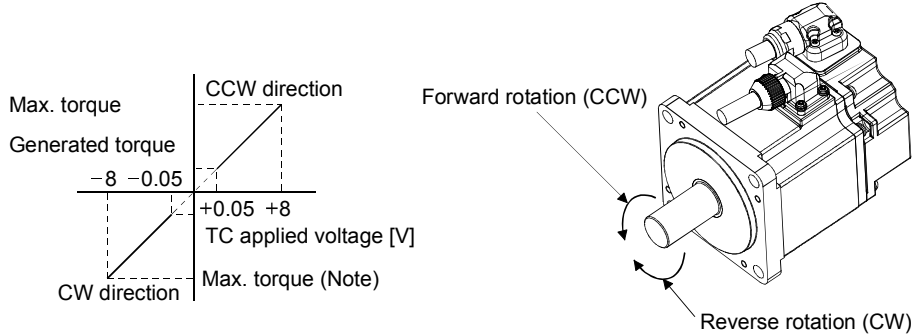 CCW direction
Max. torque
Generated torque
−8 −0.05
+0.05 +8
TC applied voltage [V]
Max. torque (Note)
CW direction
Forward rotation (CCW)
Reverse rotation (CW)